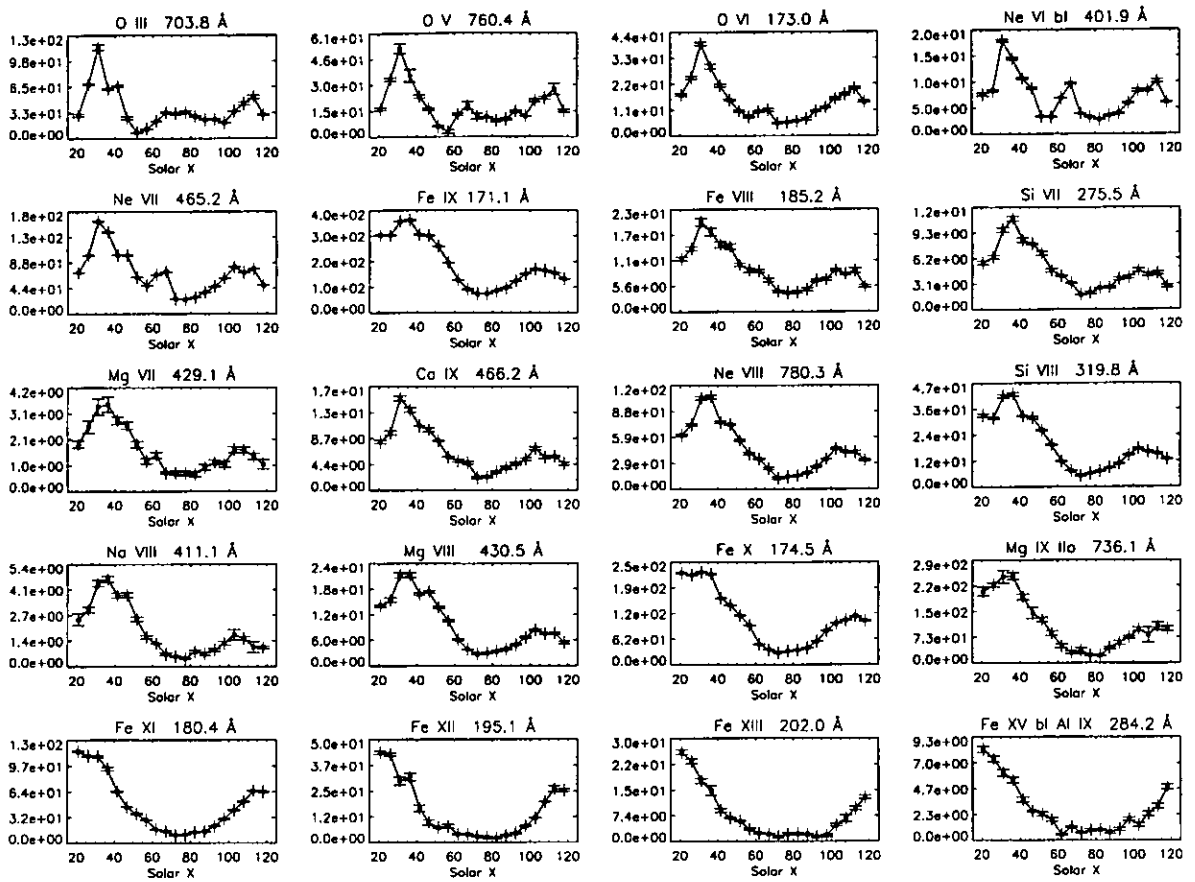 O III 703.8 Å
1.3e+02
9.8e+01
6.5e+01
3.3e+01
0.0e+00
20 40 60 80 100 120
Solar X
O V 760.4 Å
6.1e+01
4.6e+01
3.0e+01
1.5e+01
0.0e+00
20 40 60 80 100 120
Solar X
O VI 173.0 Å
4.4e+01
3.3e+01
2.2e+01
1.1e+01
0.0e+00
20 40 60 80 100 120
Solar X
Ne VI bl 401.9 Å
2.0e+01
1.5e+01
1.0e+01
5.0e+00
0.0e+00
20 40 60 80 100 120
Solar X
Ne VII 465.2 Å
1.8e+02
1.3e+02
8.8e+01
4.4e+01
0.0e+00
20 40 60 80 100 120
Solar X
Fe IX 171.1 Å
4.0e+02
3.0e+02
2.0e+02
1.0e+02
0.0e+00
20 40 60 80 100 120
Solar X
Fe VIII 185.2 Å
2.3e+01
1.7e+01
1.1e+01
5.6e+00
0.0e+00
20 40 60 80 100 120
Solar X
Si VII 275.5 Å
1.2e+01
9.3e+00
6.2e+00
3.1e+00
0.0e+00
20 40 60 80 100 120
Solar X
Mg VII 429.1 Å
4.2e+00
3.1e+00
2.1e+00
1.0e+00
0.0e+00
20 40 60 80 100 120
Solar X
Ca IX 466.2 Å
1.7e+01
1.3e+01
8.7e+00
4.4e+00
0.0e+00
20 40 60 80 100 120
Solar X
Ne VIII 780.3 Å
1.2e+02
8.8e+01
5.9e+01
2.9e+01
0.0e+00
20 40 60 80 100 120
Solar X
Si VIII 319.8 Å
4.7e+01
3.5e+01
2.4e+01
1.2e+01
0.0e+00
20 40 60 80 100 120
Solar X
Na VIII 411.1 Å
5.4e+00
4.1e+00
2.7e+00
1.4e+00
0.0e+00
20 40 60 80 100 120
Solar X
Mg VIII 430.5 Å
2.4e+01
1.8e+01
1.2e+01
6.0e+00
0.0e+00
20 40 60 80 100 120
Solar X
Fe X 174.5 Å
2.5e+02
1.9e+02
1.2e+02
6.2e+01
0.0e+00
20 40 60 80 100 120
Solar X
Mg IX IIo 736.1 Å
2.9e+02
2.2e+02
1.5e+02
7.3e+01
0.0e+00
20 40 60 80 100 120
Solar X
Fe XI 180.4 Å
1.3e+02
9.7e+01
6.4e+01
3.2e+01
0.0e+00
20 40 60 80 100 120
Solar X
Fe XII 195.1 Å
5.0e+01
3.7e+01
2.5e+01
1.2e+01
0.0e+00
20 40 60 80 100 120
Solar X
Fe XIII 202.0 Å
3.0e+01
2.2e+01
1.5e+01
7.4e+00
0.0e+00
20 40 60 80 100 120
Solar X
Fe XV bl Al IX 284.2 Å
9.3e+00
7.0e+00
4.7e+00
2.3e+00
0.0e+00
20 40 60 80 100 120
Solar X